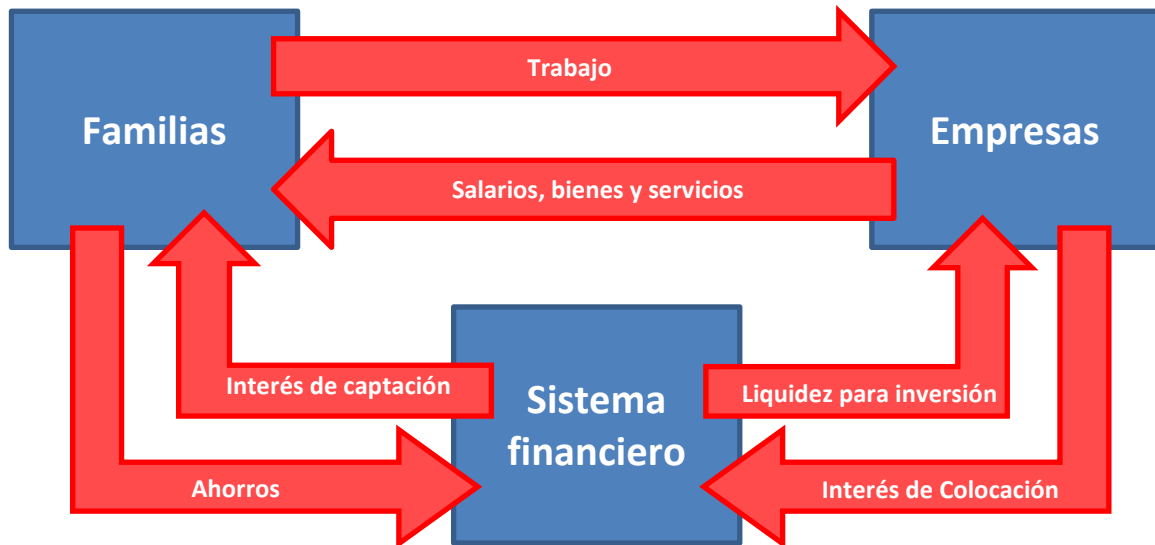 Trabajo
Familias
Empresas
Salarios, bienes y servicios
Interés de captación
Sistema
financiero
Liquidez para inversión
Ahorros
Interés de Colocación